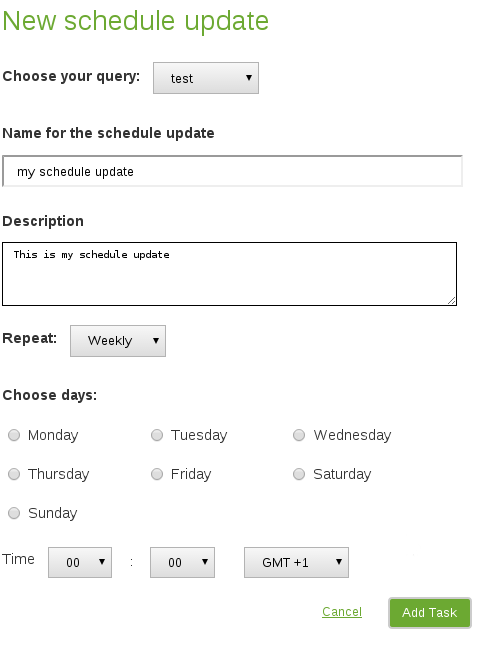 New schedule update
Choose your query: test
Name for the schedule update
my schedule update
Description
This is my schedule update
Repeat: Weekly
Choose days:
Monday Tuesday Wednesday
Thursday Friday Saturday
Sunday
Time 00 : 00 GMT +1
Cancel Add Task